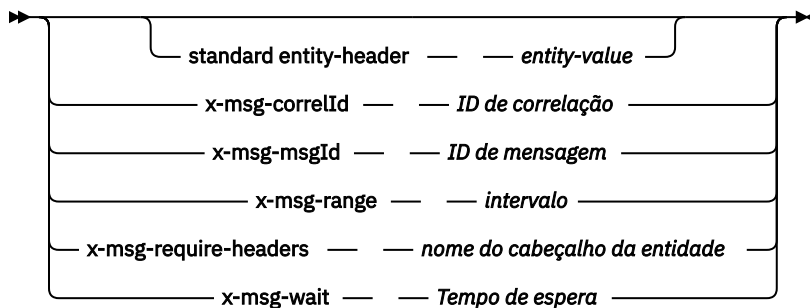 standard entity-header entity-value
x-msg-correlId ID de correlação
x-msg-msgId ID de mensagem
x-msg-range intervalo
x-msg-require-headers nome do cabeçalho da entidade
x-msg-wait Tempo de espera